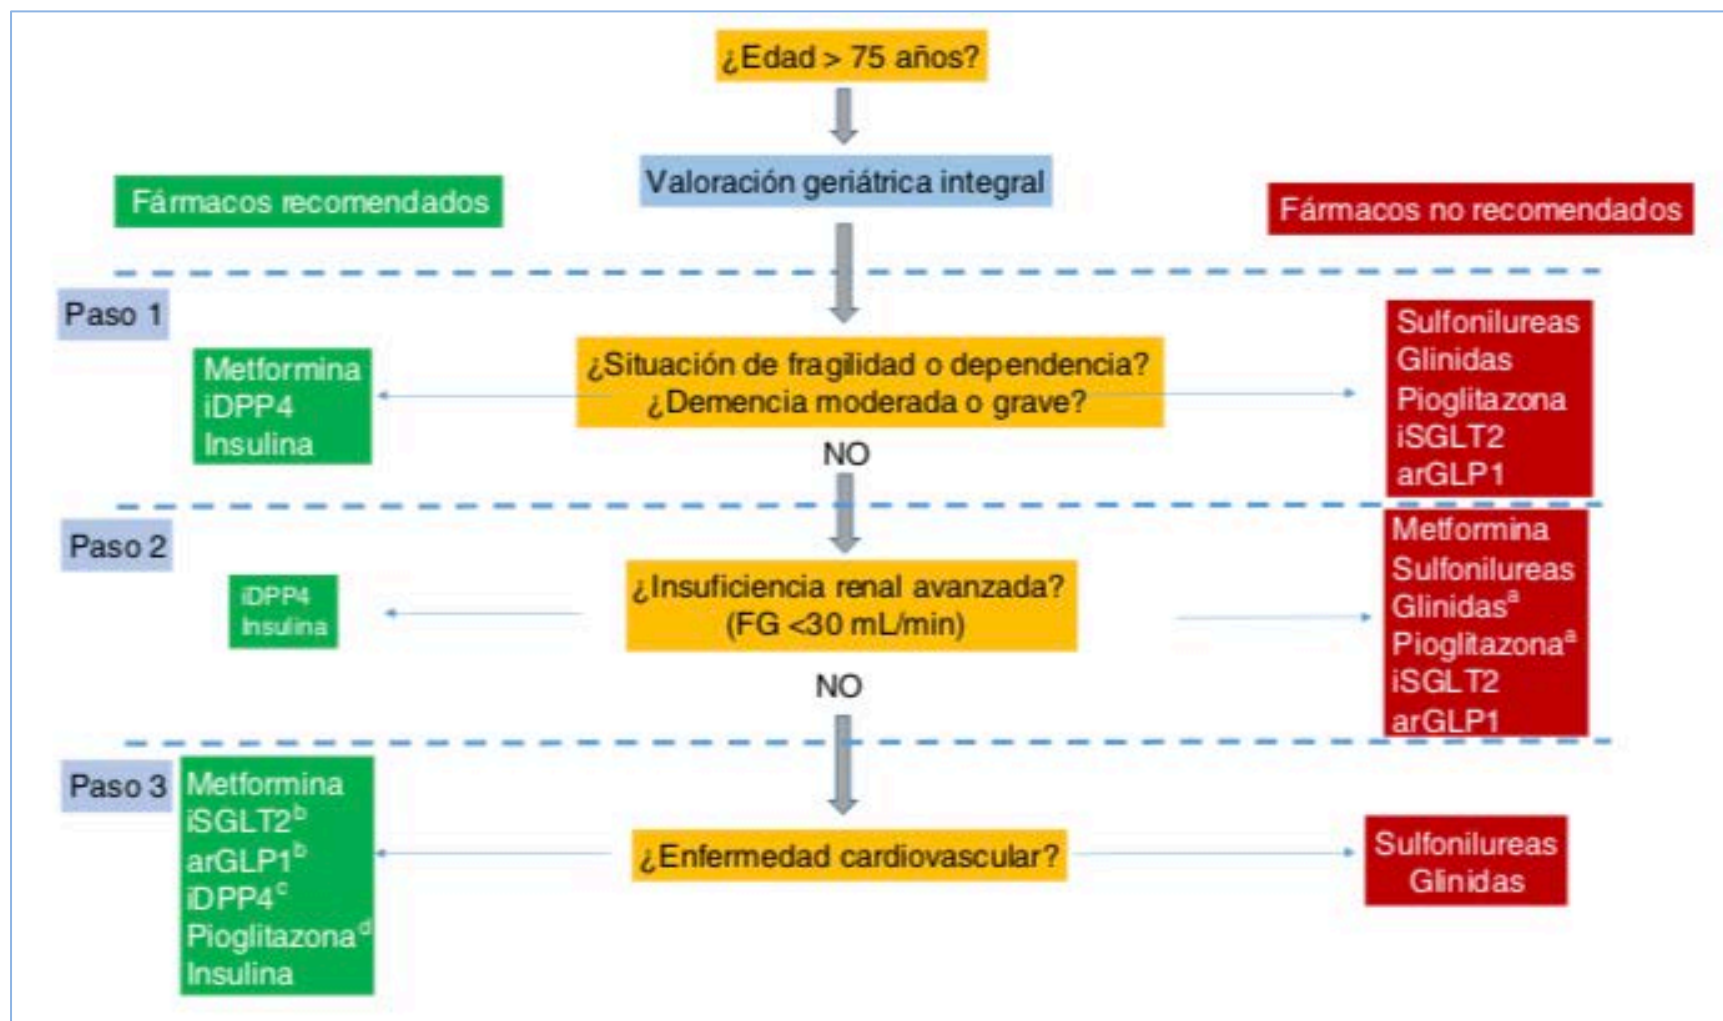 ¿Edad > 75 años?
Valoración geriátrica integral
Fármacos recomendados
Fármacos no recomendados
Paso 1
¿Situación de fragilidad o dependencia?
¿Demencia moderada o grave?
Metformina
iDPP4
Insulina
Sulfonilureas
Glinidas
Pioglitazona
iSGLT2
arGLP1
NO
Paso 2
¿Insuficiencia renal avanzada?
(FG <30 mL/min)
iDPP4
Insulina
Metformina
Sulfonilureas
Glinidasᵃ
Pioglitazonaᵃ
iSGLT2
arGLP1
NO
Paso 3
¿Enfermedad cardiovascular?
Metformina
iSGLT2ᵇ
arGLP1ᵇ
iDPP4ᶜ
Pioglitazonaᵈ
Insulina
Sulfonilureas
Glinidas